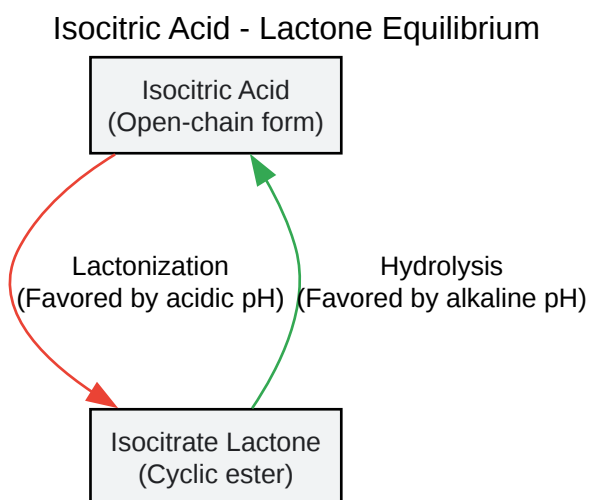 Isocitric Acid - Lactone Equilibrium
Isocitric Acid
(Open-chain form)
Lactonization
(Favored by acidic pH)
Hydrolysis
(Favored by alkaline pH)
Isocitrate Lactone
(Cyclic ester)